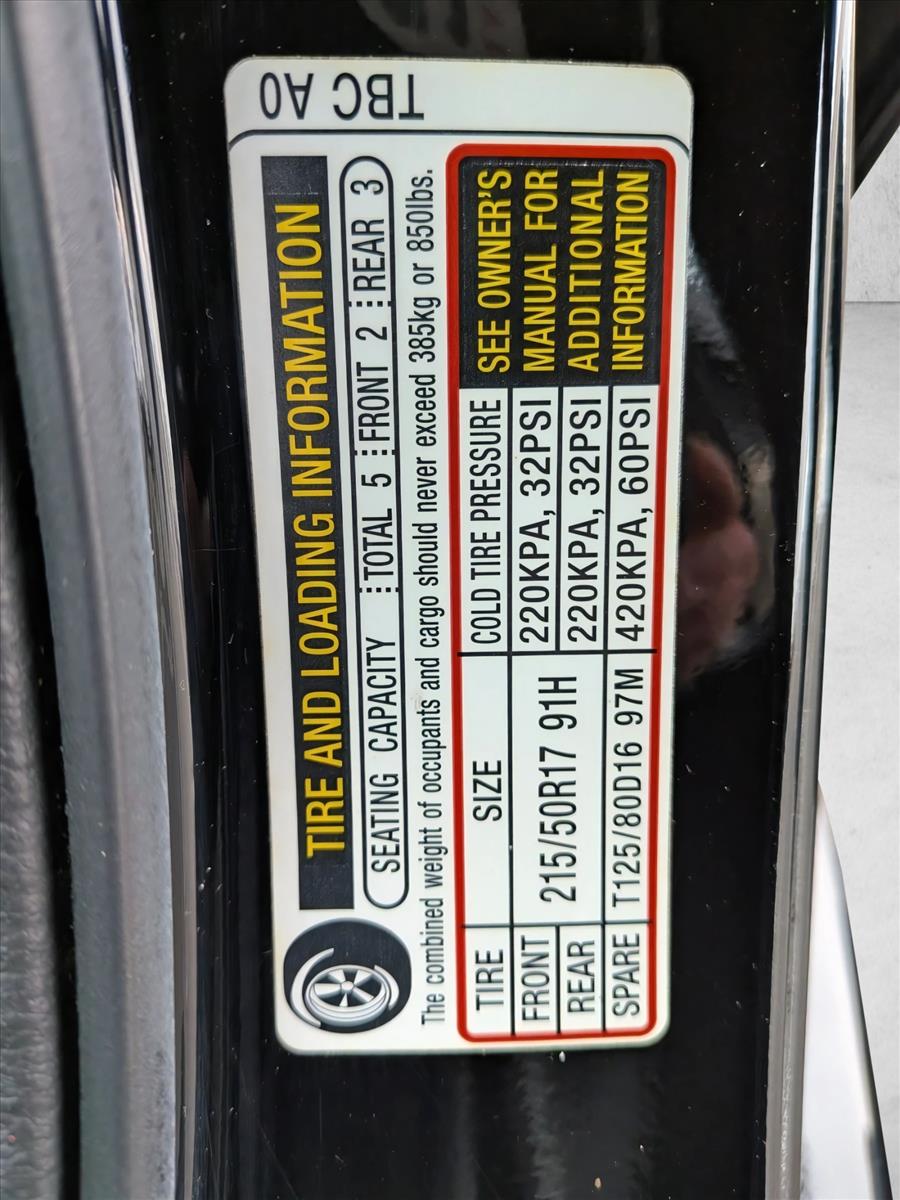 TBC A0
TIRE AND LOADING INFORMATION
SEATING CAPACITY TOTAL 5 FRONT 2 REAR 3
The combined weight of occupants and cargo should never exceed 385kg or 850lbs.
TIRE SIZE COLD TIRE PRESSURE
FRONT 215/50R17 91H 220KPA, 32PSI
REAR 220KPA, 32PSI
SPARE T125/80D16 97M 420KPA, 60PSI
SEE OWNER'S
MANUAL FOR
ADDITIONAL
INFORMATION